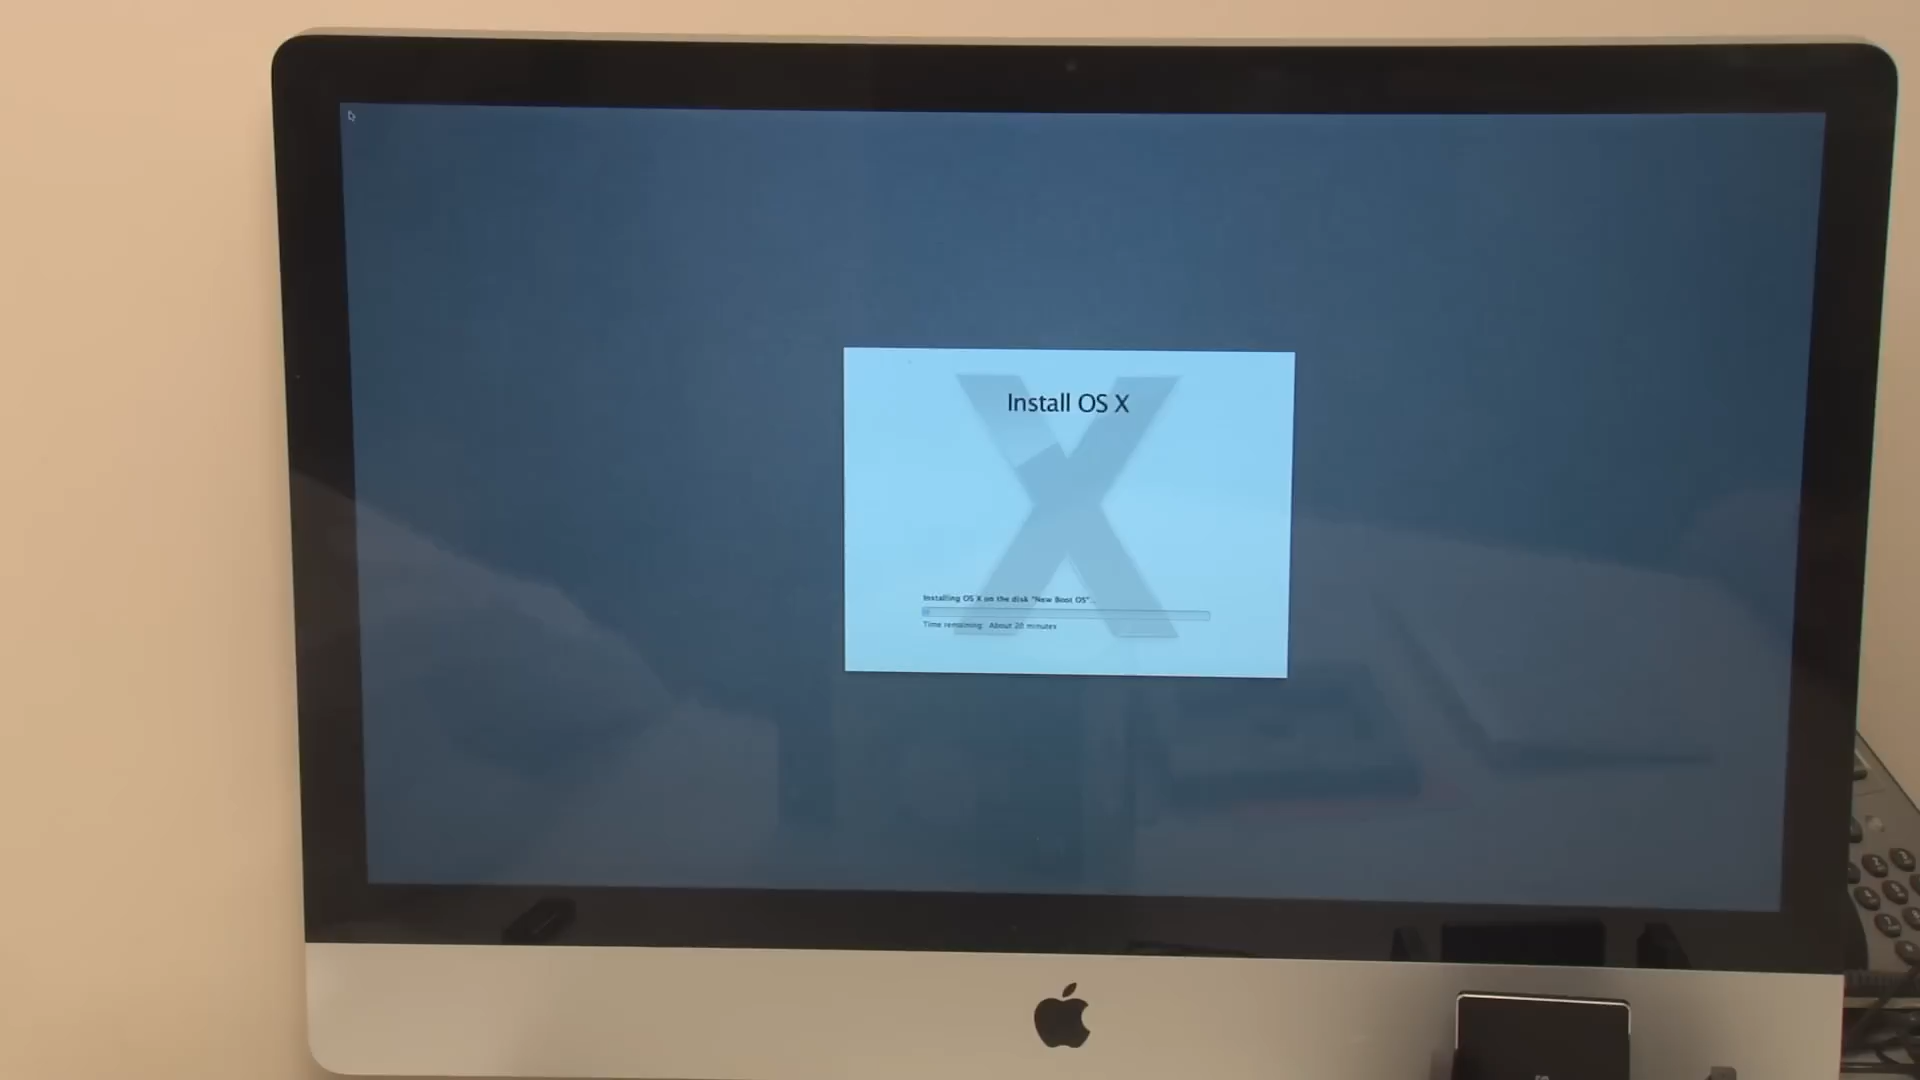 Install OS X
Installing OS X on the disk "New Boot OS"...
Time remaining: About 20 minutes